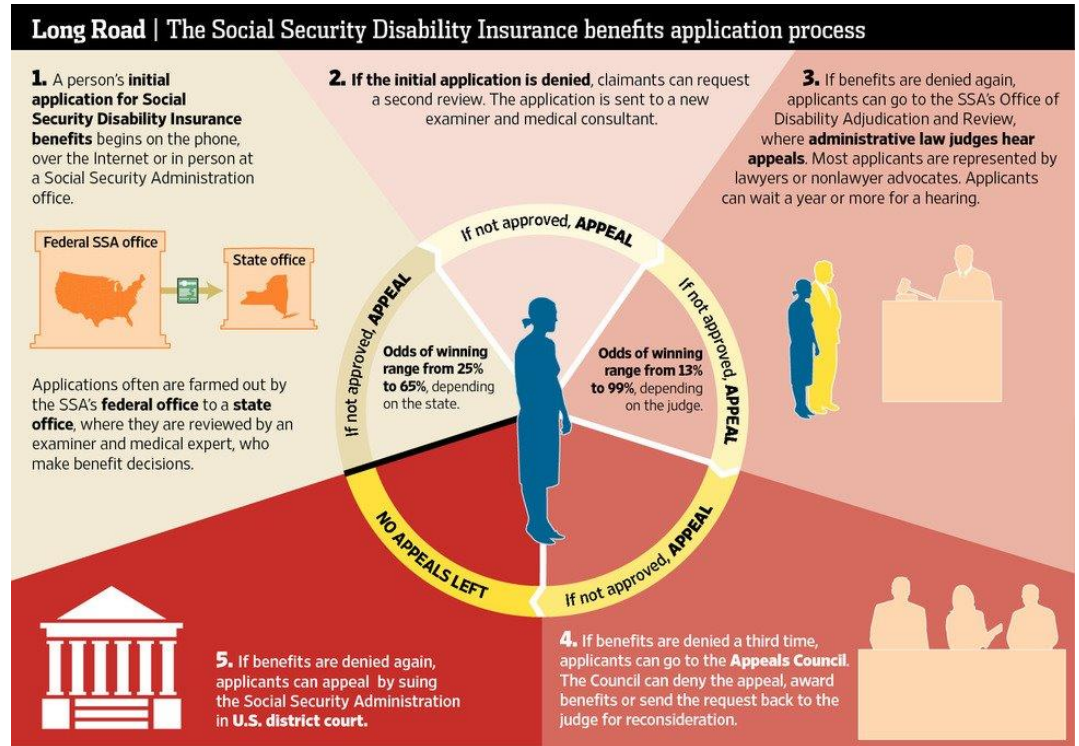 Long Road | The Social Security Disability Insurance benefits application process
1. A person's initial
application for Social
Security Disability Insurance
benefits begins on the phone,
over the Internet or in person at
a Social Security Administration
office.
Federal SSA office
State office
Applications often are farmed out by
the SSA's federal office to a state
office, where they are reviewed by an
examiner and medical expert, who
make benefit decisions.
If not approved, APPEAL
Odds of winning
range from 25%
to 65%, depending
on the state.
2. If the initial application is denied, claimants can request
a second review. The application is sent to a new
examiner and medical consultant.
If not approved, APPEAL
3. If benefits are denied again,
applicants can go to the SSA's Office of
Disability Adjudication and Review,
where administrative law judges hear
appeals. Most applicants are represented by
lawyers or nonlawyer advocates. Applicants
can wait a year or more for a hearing.
If not approved, APPEAL
Odds of winning
range from 13%
to 99%, depending
on the judge.
4. If benefits are denied a third time,
applicants can go to the Appeals Council.
The Council can deny the appeal, award
benefits or send the request back to the
judge for reconsideration.
If not approved, APPEAL
5. If benefits are denied again,
applicants can appeal by suing
the Social Security Administration
in U.S. district court.
NO APPEALS LEFT